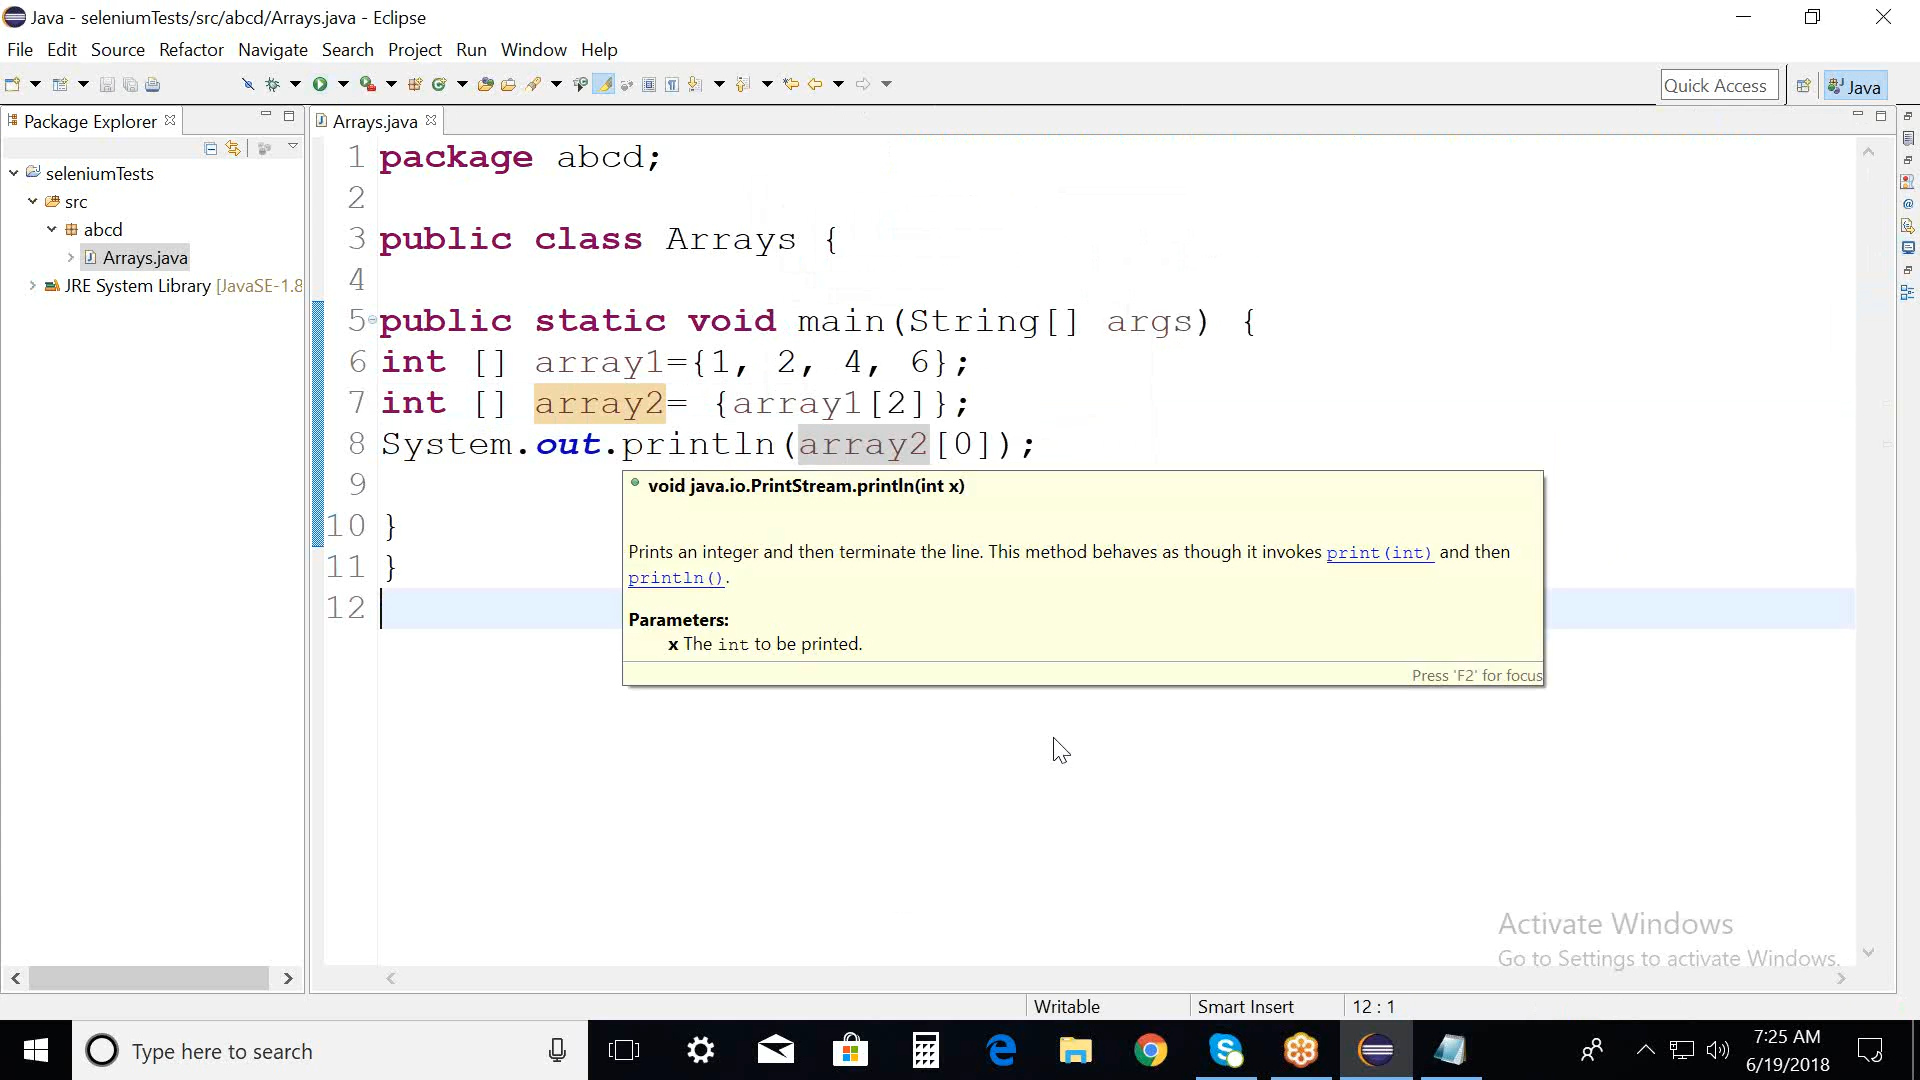 Java - seleniumTests/src/abcd/Arrays.java - Eclipse
File Edit Source Refactor Navigate Search Project Run Window Help
Quick Access
Java
Package Explorer
Arrays.java
seleniumTests
src
abcd
Arrays.java
JRE System Library [JavaSE-1.8
1 package abcd;
2
3 public class Arrays {
4
5 public static void main(String[] args) {
6 int [] array1={1, 2, 4, 6};
7 int [] array2= {array1[2]};
8 System.out.println(array2[0]);
9
10 }
11 }
12
void java.io.PrintStream.println(int x)
Prints an integer and then terminate the line. This method behaves as though it invokes print(int) and then
println().
Parameters:
x The int to be printed.
Press 'F2' for focus
Activate Windows
Go to Settings to activate Windows.
Writable Smart Insert 12 : 1
Type here to search
7:25 AM
6/19/2018